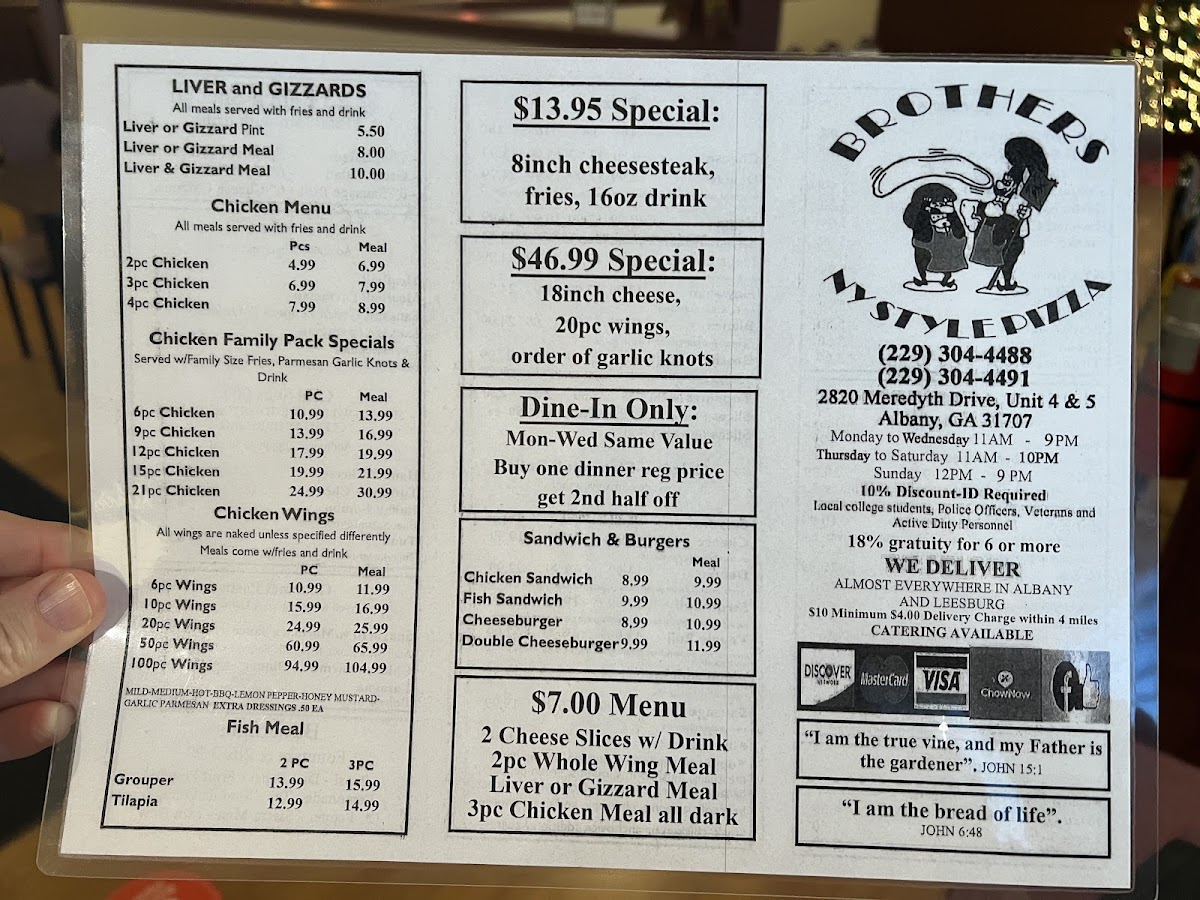 LIVER and GIZZARDS
All meals served with fries and drink
Liver or Gizzard Pint 5.50
Liver or Gizzard Meal 8.00
Liver & Gizzard Meal 10.00
Chicken Menu
All meals served with fries and drink
Pcs Meal
2pc Chicken 4.99 6.99
3pc Chicken 6.99 7.99
4pc Chicken 7.99 8.99
Chicken Family Pack Specials
Served w/Family Size Fries, Parmesan Garlic Knots &
Drink
PC Meal
6pc Chicken 10.99 13.99
9pc Chicken 13.99 16.99
12pc Chicken 17.99 19.99
15pc Chicken 19.99 21.99
21pc Chicken 24.99 30.99
Chicken Wings
All wings are naked unless specified differently
Meals come w/fries and drink
PC Meal
6pc Wings 10.99 11.99
10pc Wings 15.99 16.99
20pc Wings 24.99 25.99
50pc Wings 60.99 65.99
100pc Wings 94.99 104,99
MILD-MEDIUM-HOT-BBQ-LEMON PEPPER-HONEY MUSTARD-
GARLIC PARMESAN EXTRA DRESSINGS .50 EA
Fish Meal
2 PC 3PC
Grouper 13.99 15.99
Tilapia 12.99 14.99
$13.95 Special:
8inch cheesesteak,
fries, 16oz drink
$46.99 Special:
18inch cheese,
20pc wings,
order of garlic knots
Dine-In Only:
Mon-Wed Same Value
Buy one dinner reg price
get 2nd half off
Sandwich & Burgers
Meal
Chicken Sandwich 8,99 9.99
Fish Sandwich 9,99 10.99
Cheeseburger 8,99 10.99
Double Cheeseburger 9.99 11.99
$7.00 Menu
2 Cheese Slices w/ Drink
2pc Whole Wing Meal
Liver or Gizzard Meal
3pc Chicken Meal all dark
BROTHERS
NY STYLE PIZZA
(229) 304-4488
(229) 304-4491
2820 Meredyth Drive, Unit 4 & 5
Albany, GA 31707
Monday to Wednesday 11AM - 9PM
Thursday to Saturday 11AM - 10PM
Sunday 12PM - 9 PM
10% Discount-ID Required
Local college students, Police Officers, Veterans and
Active Duty Personnel
18% gratuity for 6 or more
WE DELIVER
ALMOST EVERYWHERE IN ALBANY
AND LEESBURG
$10 Minimum $4.00 Delivery Charge within 4 miles
CATERING AVAILABLE
DISCOVER
NETWORK
MasterCard
VISA
ChowNow
f
"I am the true vine, and my Father is
the gardener". JOHN 15:1
"I am the bread of life".
JOHN 6:48